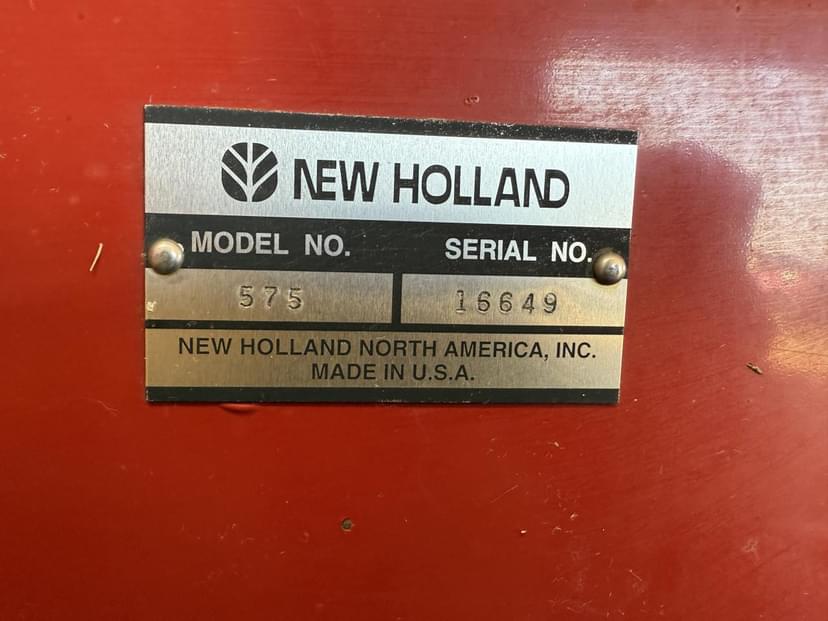 NEW HOLLAND
MODEL NO. SERIAL NO.
575 16649
NEW HOLLAND NORTH AMERICA, INC.
MADE IN U.S.A.